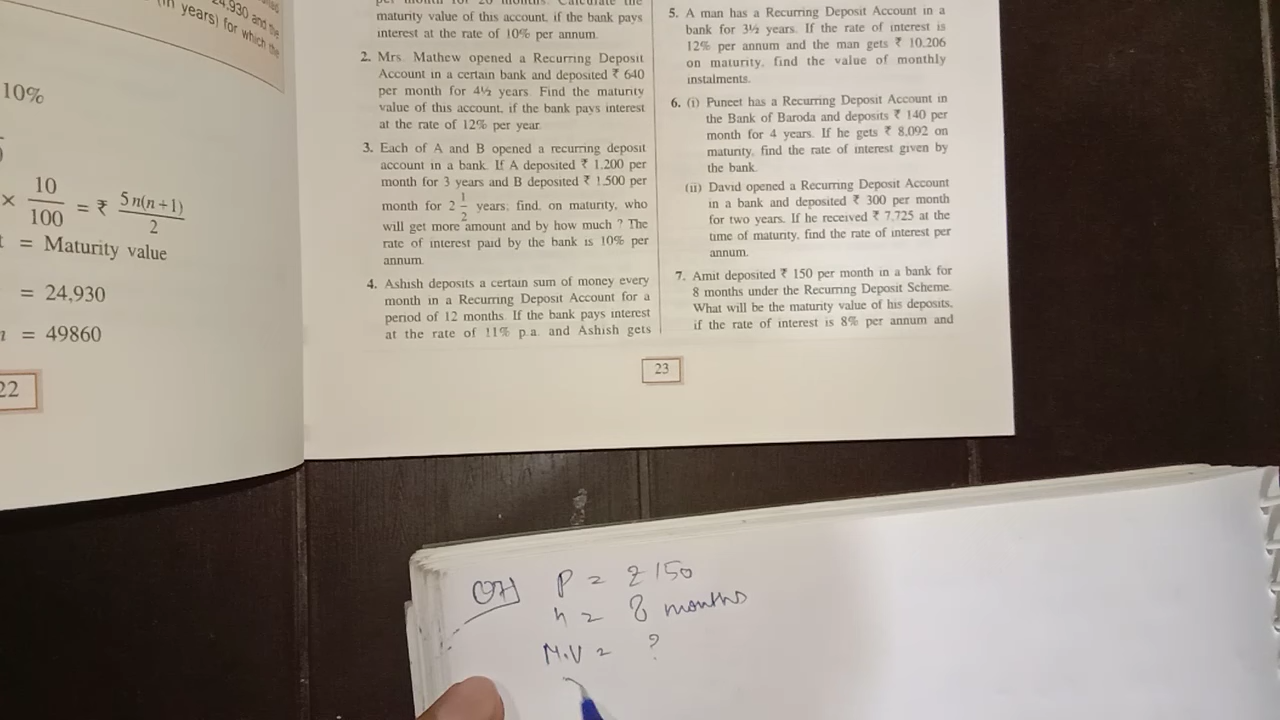 24,930 and the
(in years) for which the
10%
× 10/100 = ₹ 5n(n+1)/2
= Maturity value
= 24,930
= 49860
22
maturity value of this account, if the bank pays
interest at the rate of 10% per annum.
2. Mrs. Mathew opened a Recurring Deposit
Account in a certain bank and deposited ₹ 640
per month for 4½ years. Find the maturity
value of this account, if the bank pays interest
at the rate of 12% per year.
3. Each of A and B opened a recurring deposit
account in a bank. If A deposited ₹ 1,200 per
month for 3 years and B deposited ₹ 1,500 per
month for 2 1/2 years; find, on maturity, who
will get more amount and by how much ? The
rate of interest paid by the bank is 10% per
annum.
4. Ashish deposits a certain sum of money every
month in a Recurring Deposit Account for a
period of 12 months. If the bank pays interest
at the rate of 11% p.a. and Ashish gets
5. A man has a Recurring Deposit Account in a
bank for 3½ years. If the rate of interest is
12% per annum and the man gets ₹ 10,206
on maturity, find the value of monthly
instalments.
6. (i) Puneet has a Recurring Deposit Account in
the Bank of Baroda and deposits ₹ 140 per
month for 4 years. If he gets ₹ 8,092 on
maturity, find the rate of interest given by
the bank.
(ii) David opened a Recurring Deposit Account
in a bank and deposited ₹ 300 per month
for two years. If he received ₹ 7,725 at the
time of maturity, find the rate of interest per
annum.
7. Amit deposited ₹ 150 per month in a bank for
8 months under the Recurring Deposit Scheme.
What will be the maturity value of his deposits,
if the rate of interest is 8% per annum and
23
Q7) P = ₹ 150
n = 8 months
M.V = ?